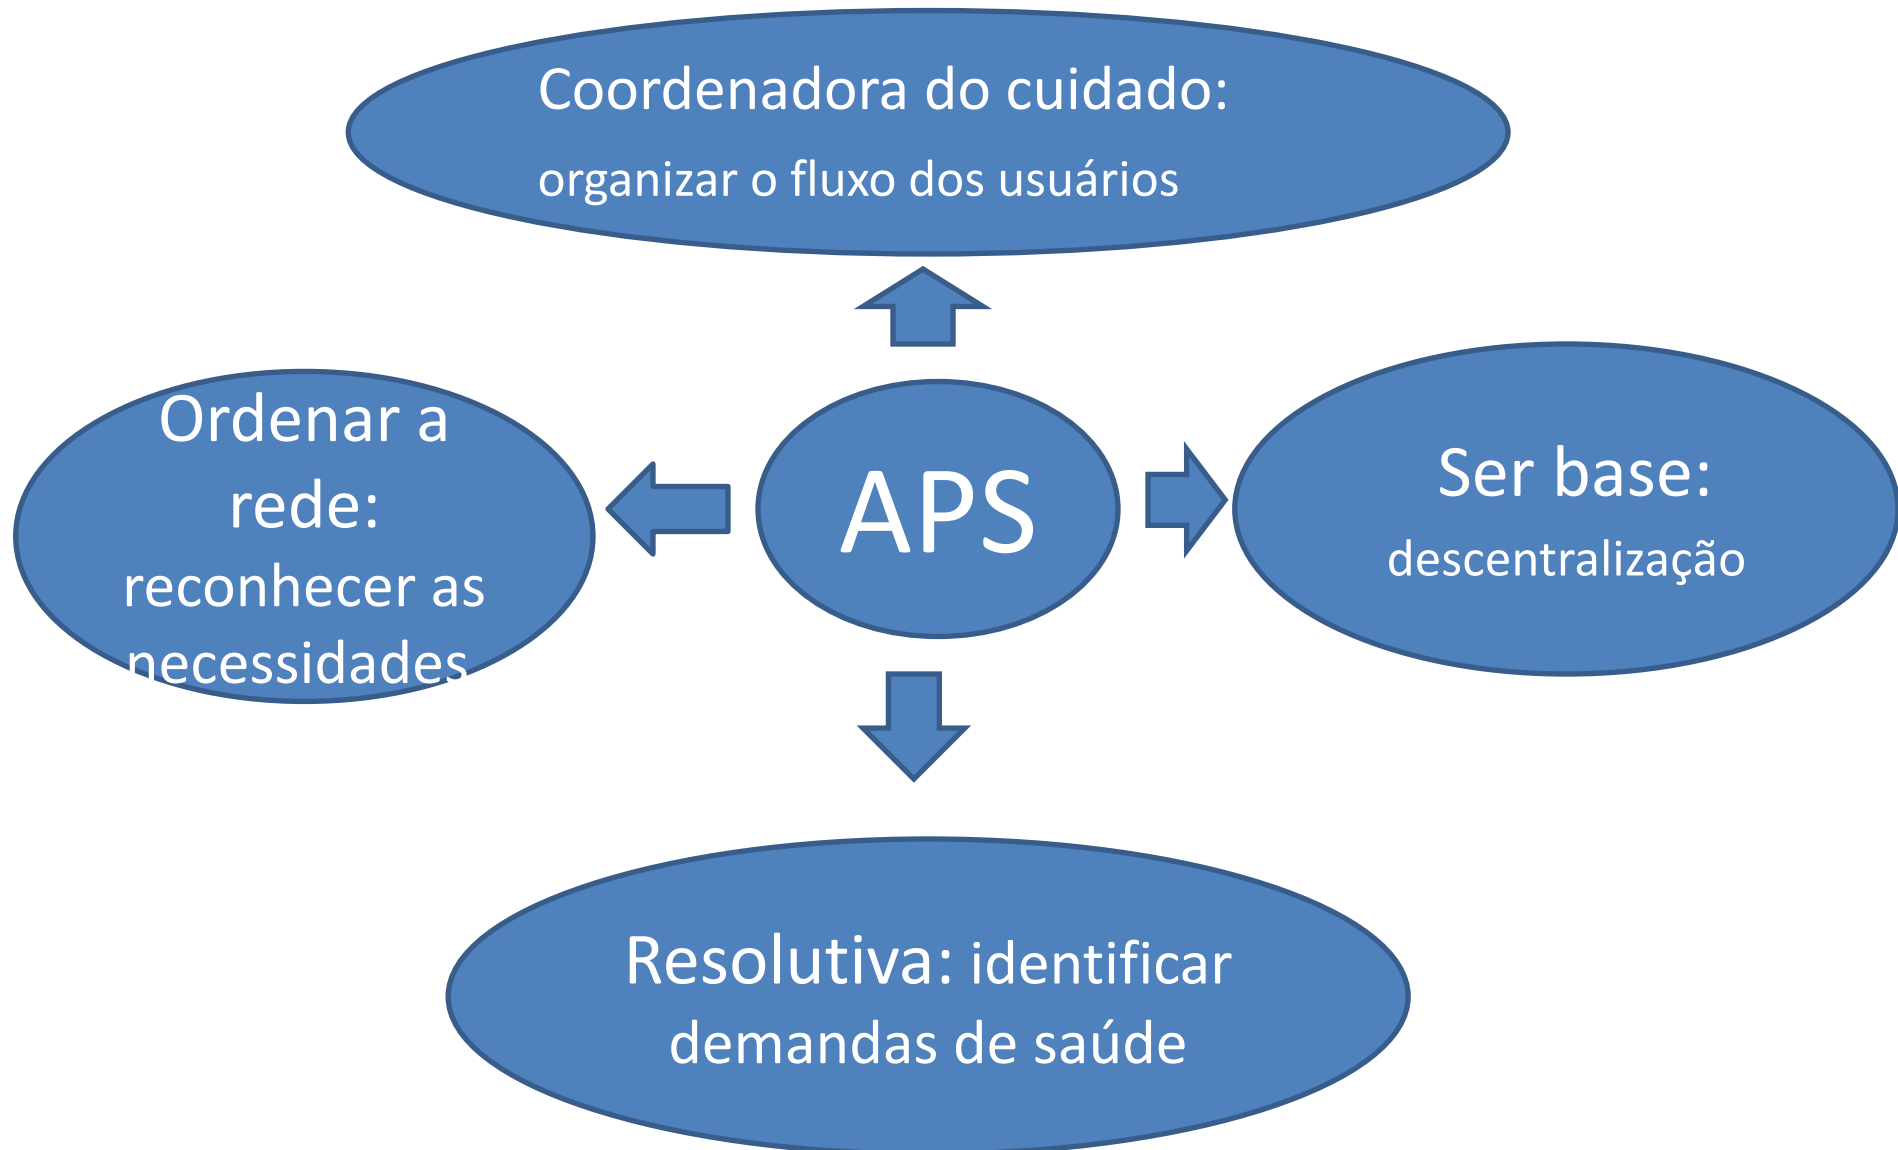 Coordenadora do cuidado:
organizar o fluxo dos usuários
Ordenar a
rede:
reconhecer as
necessidades
APS
Ser base:
descentralização
Resolutiva: identificar
demandas de saúde